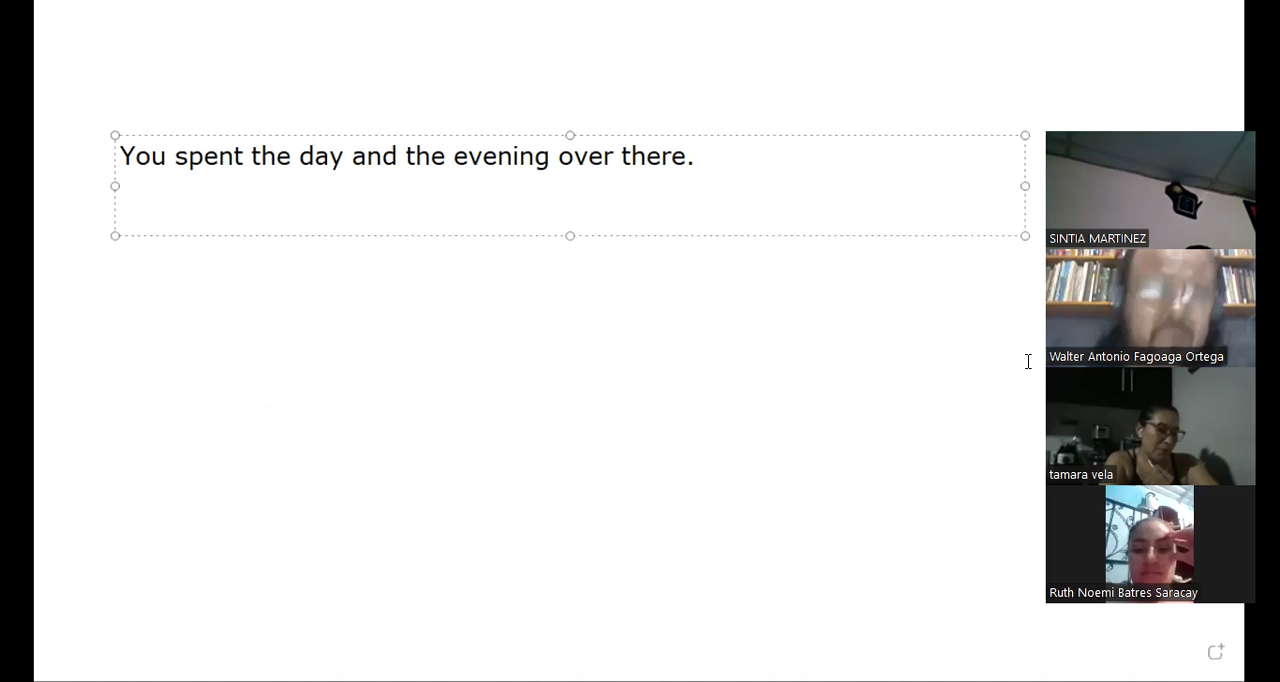 You spent the day and the evening over there.
SINTIA MARTINEZ
Walter Antonio Fagoaga Ortega
tamara vela
Ruth Noemi Batres Saracay